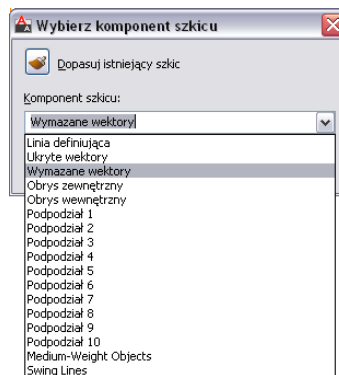 Wybierz komponent szkicu
Dopasuj istniejący szkic
Komponent szkicu:
Wymazane wektory
Linia definiująca
Ukryte wektory
Wymazane wektory
Obrys zewnętrzny
Obrys wewnętrzny
Podpodział 1
Podpodział 2
Podpodział 3
Podpodział 4
Podpodział 5
Podpodział 6
Podpodział 7
Podpodział 8
Podpodział 9
Podpodział 10
Medium-Weight Objects
Swing Lines